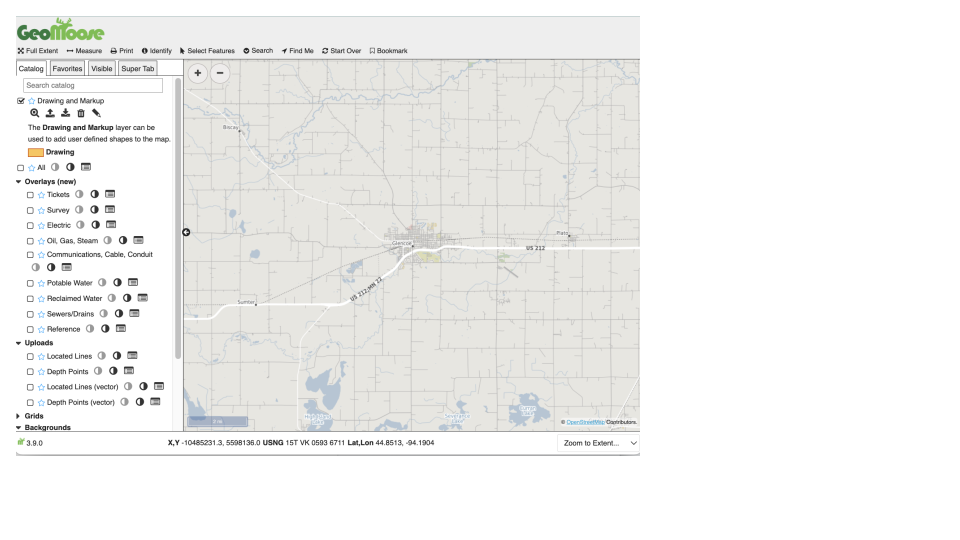 GeoMoose
Full Extent Measure Print Identify Select Features Search Find Me Start Over Bookmark
Catalog Favorites Visible Super Tab
Search catalog
Drawing and Markup
The Drawing and Markup layer can be
used to add user defined shapes to the map.
Drawing
All
Overlays (new)
Tickets
Survey
Electric
Oil, Gas, Steam
Communications, Cable, Conduit
Potable Water
Reclaimed Water
Sewers/Drains
Reference
Uploads
Located Lines
Depth Points
Located Lines (vector)
Depth Points (vector)
Grids
Backgrounds
+ −
Biscay
Glencoe
Plato
US 212
US 212;MN 22
Sumter
© OpenStreetMap Contributors.
3.9.0
X,Y -10485231.3, 5598136.0 USNG 15T VK 0593 6711 Lat,Lon 44.8513, -94.1904
Zoom to Extent...